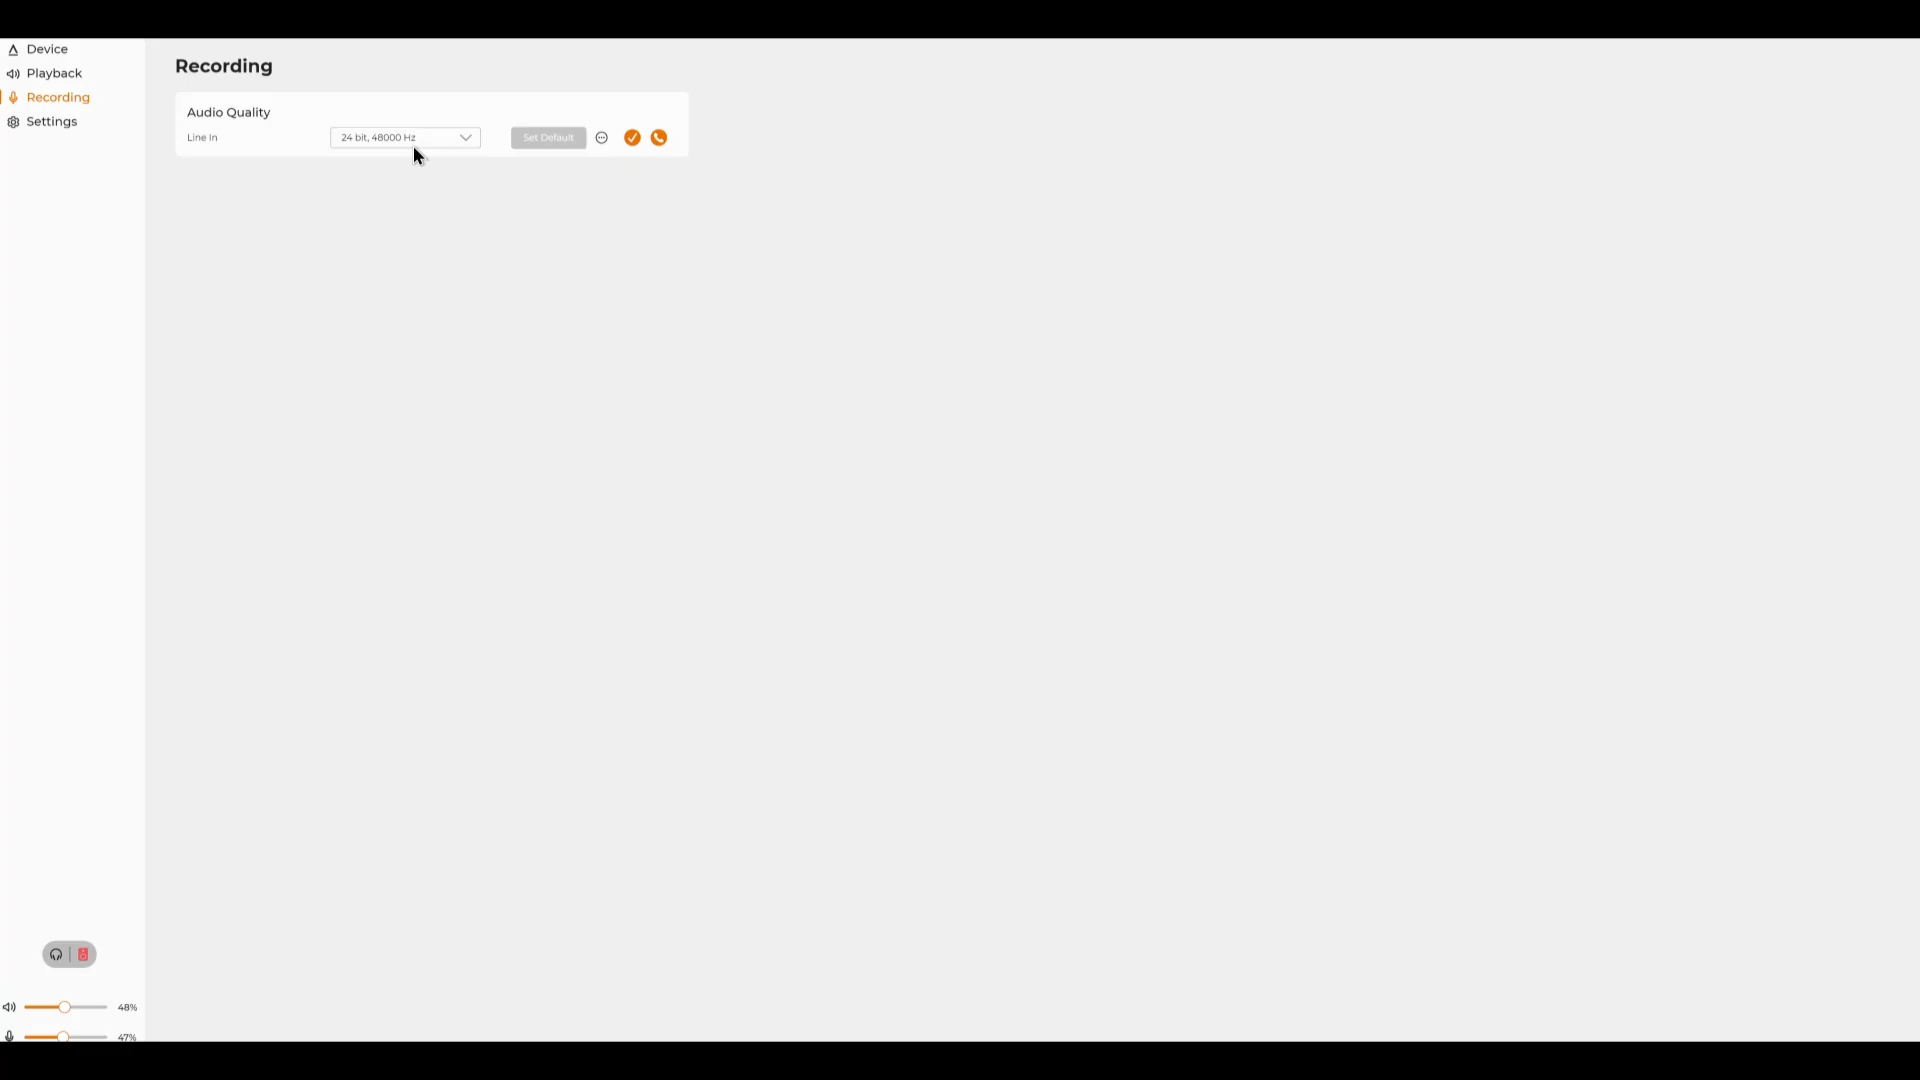 Device
Playback
Recording
Settings
Recording
Audio Quality
Line In
24 bit, 48000 Hz
Set Default
48%
47%